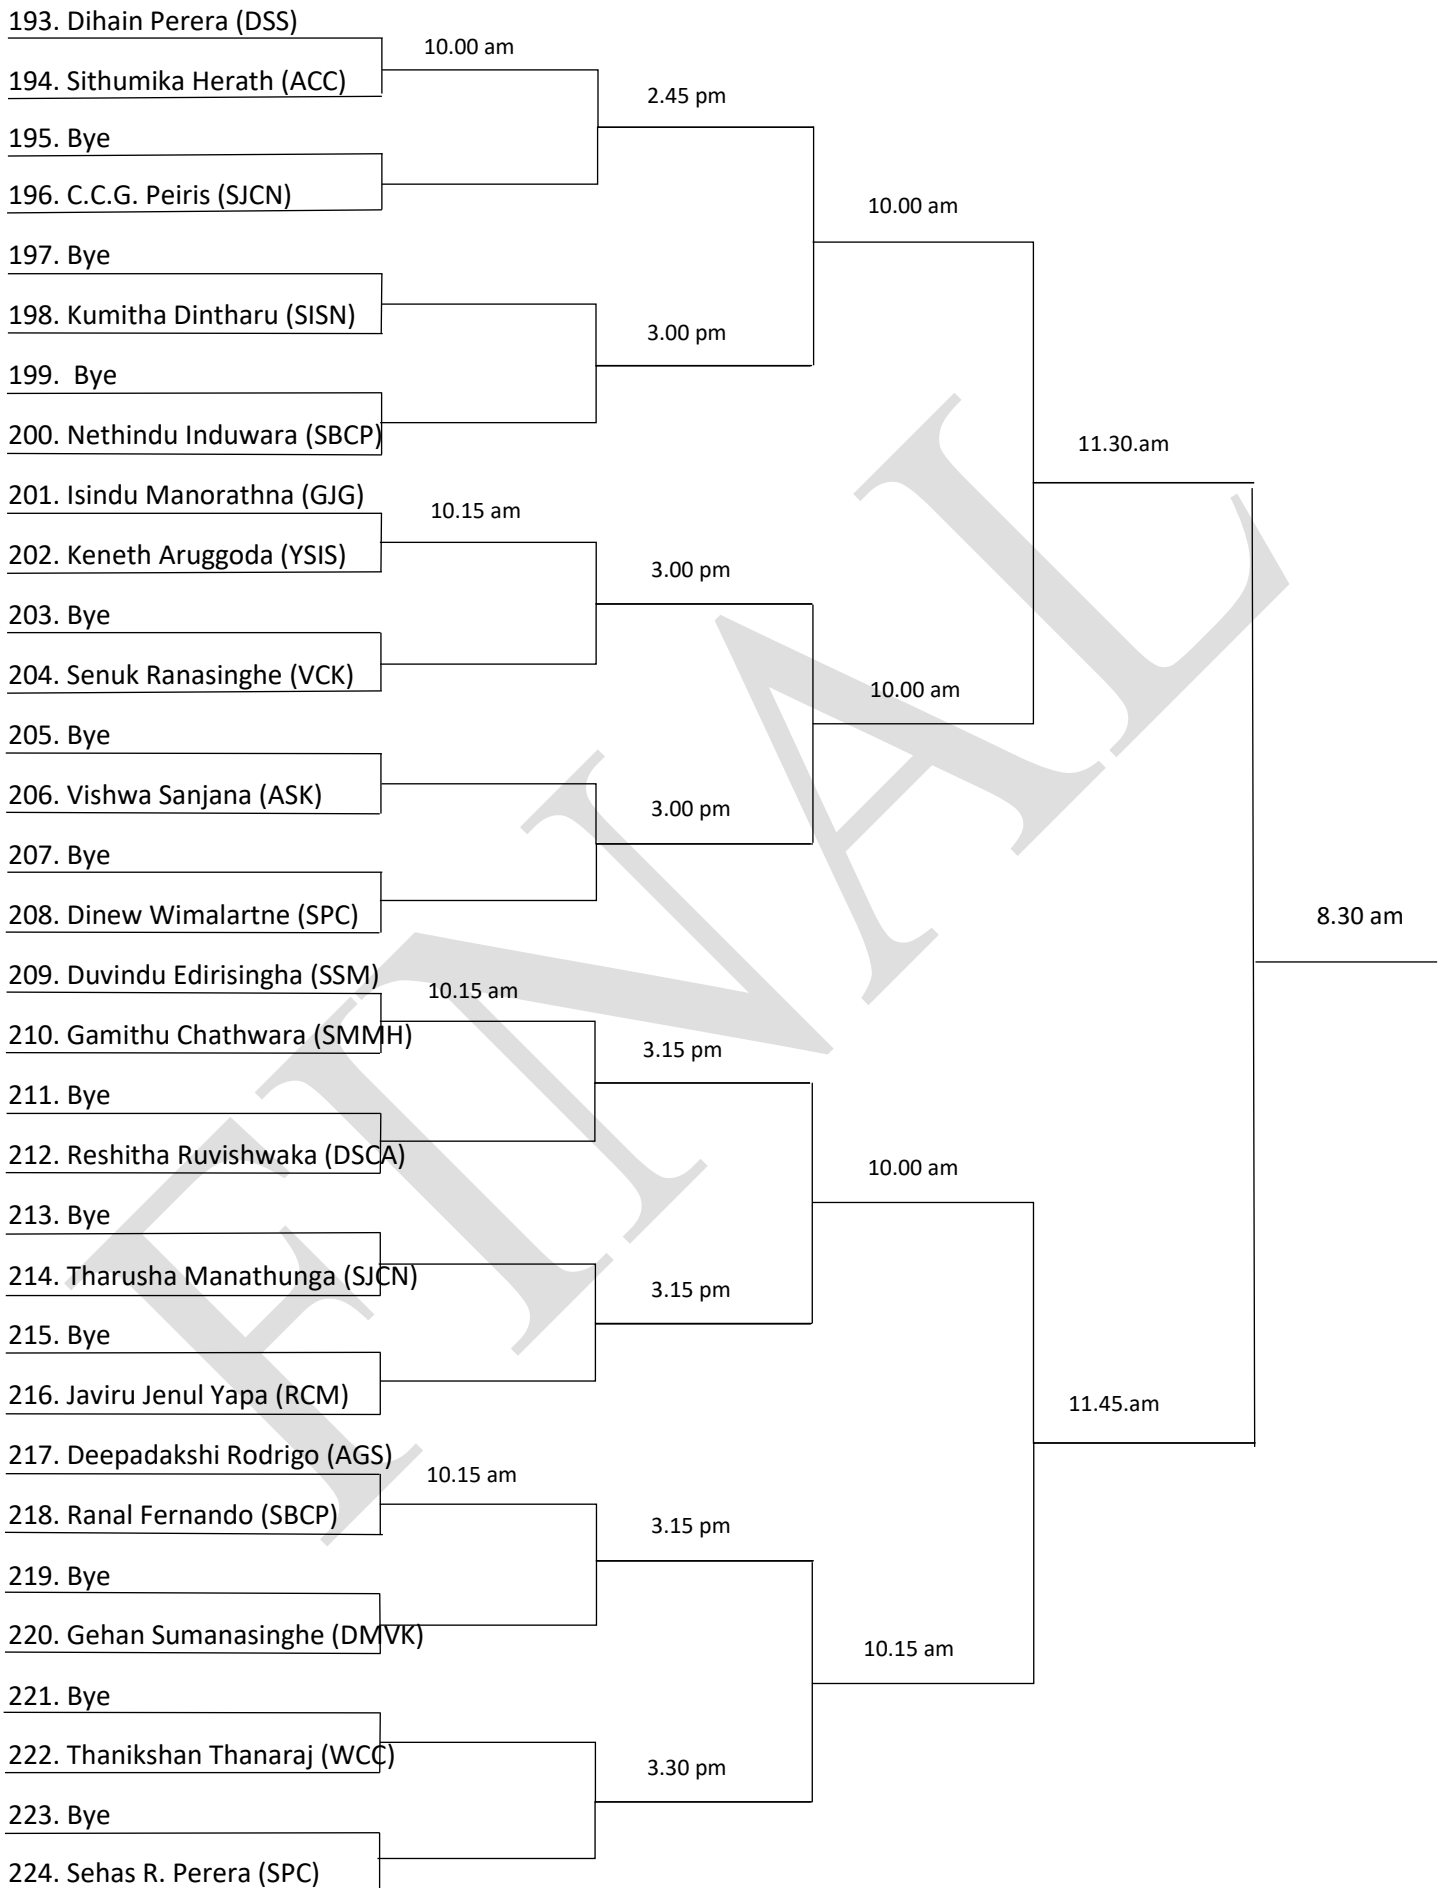 193. Dihain Perera (DSS)
10.00 am
194. Sithumika Herath (ACC)
2.45 pm
195. Bye
196. C.C.G. Peiris (SJCN)
10.00 am
197. Bye
198. Kumitha Dintharu (SISN)
3.00 pm
199. Bye
200. Nethindu Induwara (SBCP)
11.30.am
201. Isindu Manorathna (GJG)
10.15 am
202. Keneth Aruggoda (YSIS)
3.00 pm
203. Bye
204. Senuk Ranasinghe (VCK)
10.00 am
205. Bye
206. Vishwa Sanjana (ASK)
3.00 pm
207. Bye
208. Dinew Wimalartne (SPC)
8.30 am
209. Duvindu Edirisingha (SSM)
10.15 am
210. Gamithu Chathwara (SMMH)
3.15 pm
211. Bye
212. Reshitha Ruvishwaka (DSCA)
10.00 am
213. Bye
214. Tharusha Manathunga (SJCN)
3.15 pm
215. Bye
216. Javiru Jenul Yapa (RCM)
11.45.am
217. Deepadakshi Rodrigo (AGS)
10.15 am
218. Ranal Fernando (SBCP)
3.15 pm
219. Bye
220. Gehan Sumanasinghe (DMVK)
10.15 am
221. Bye
222. Thanikshan Thanaraj (WCC)
3.30 pm
223. Bye
224. Sehas R. Perera (SPC)
FINAL